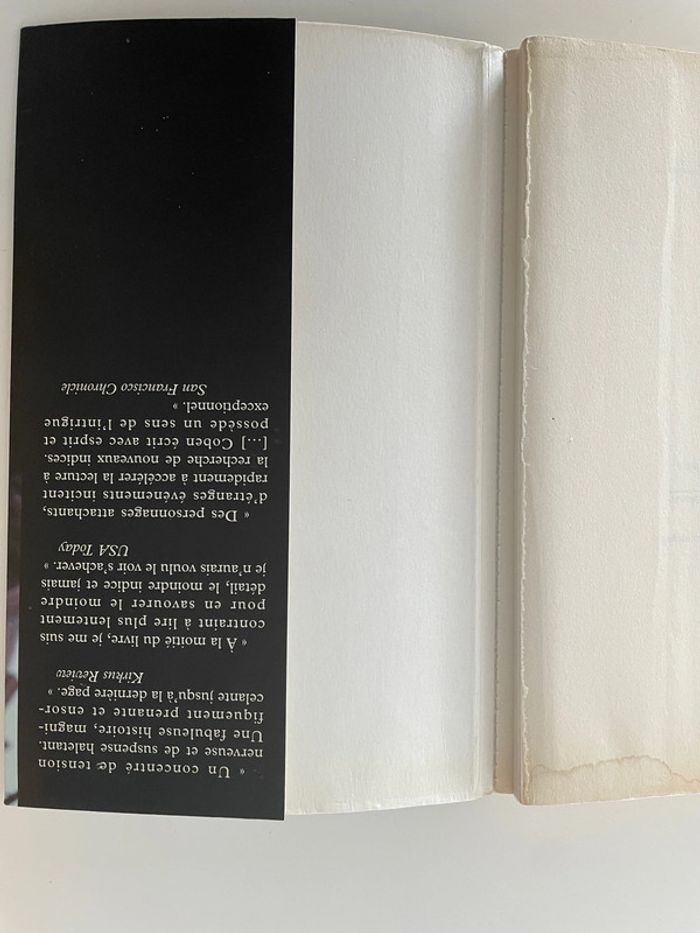 « Un concentré de tension
nerveuse et de suspense haletant.
Une fabuleuse histoire, magni-
fiquement prenante et ensor-
celante jusqu'à la dernière page. »
Kirkus Review
« À la moitié du livre, je me suis
contraint à lire plus lentement
pour en savourer le moindre
détail, le moindre indice et jamais
je n'aurais voulu le voir s'achever. »
USA Today
« Des personnages attachants,
d'étranges événements incitent
rapidement à accélérer la lecture à
la recherche de nouveaux indices.
[…] Coben écrit avec esprit et
possède un sens de l'intrigue
exceptionnel. »
San Francisco Chronicle